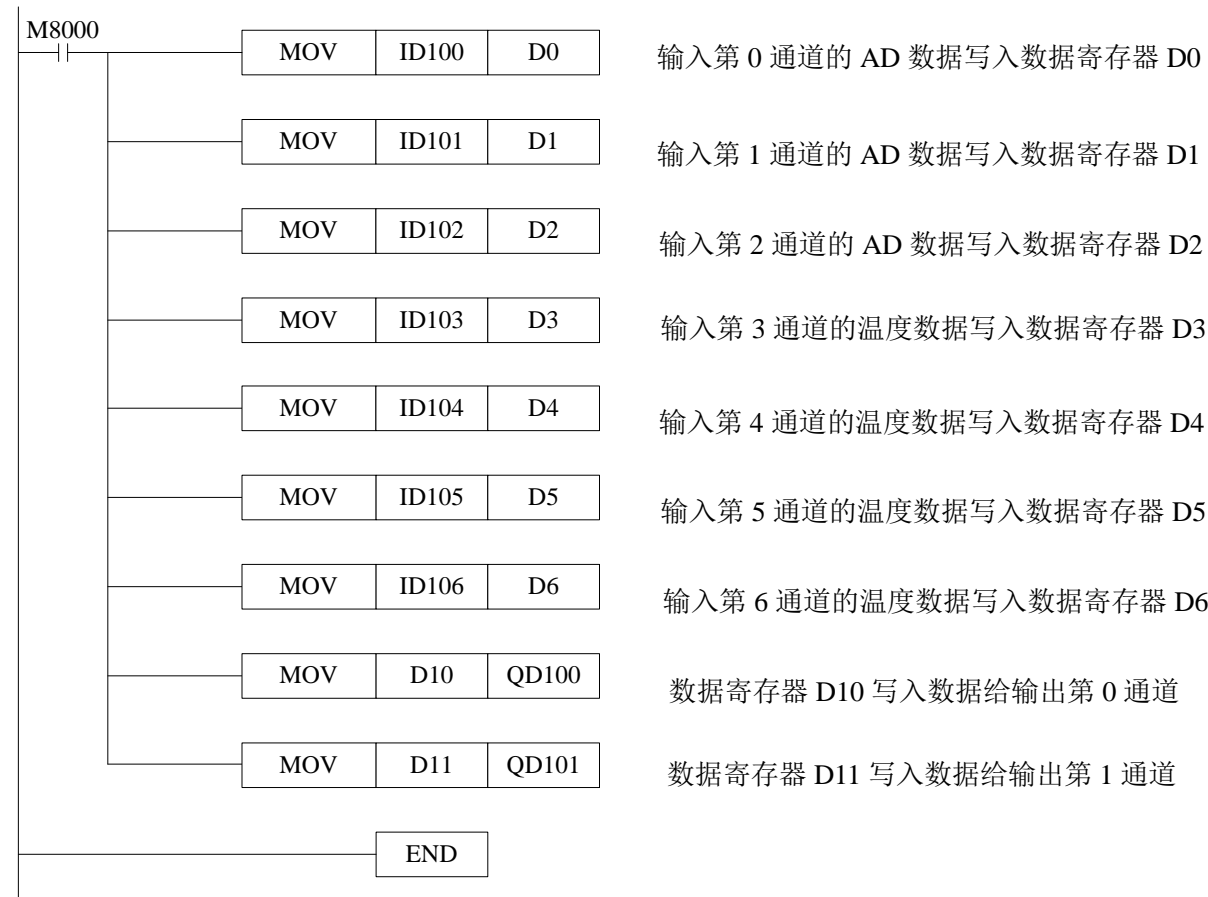 M8000
MOV ID100 D0 输入第 0 通道的 AD 数据写入数据寄存器 D0
MOV ID101 D1 输入第 1 通道的 AD 数据写入数据寄存器 D1
MOV ID102 D2 输入第 2 通道的 AD 数据写入数据寄存器 D2
MOV ID103 D3 输入第 3 通道的温度数据写入数据寄存器 D3
MOV ID104 D4 输入第 4 通道的温度数据写入数据寄存器 D4
MOV ID105 D5 输入第 5 通道的温度数据写入数据寄存器 D5
MOV ID106 D6 输入第 6 通道的温度数据写入数据寄存器 D6
MOV D10 QD100 数据寄存器 D10 写入数据给输出第 0 通道
MOV D11 QD101 数据寄存器 D11 写入数据给输出第 1 通道
END